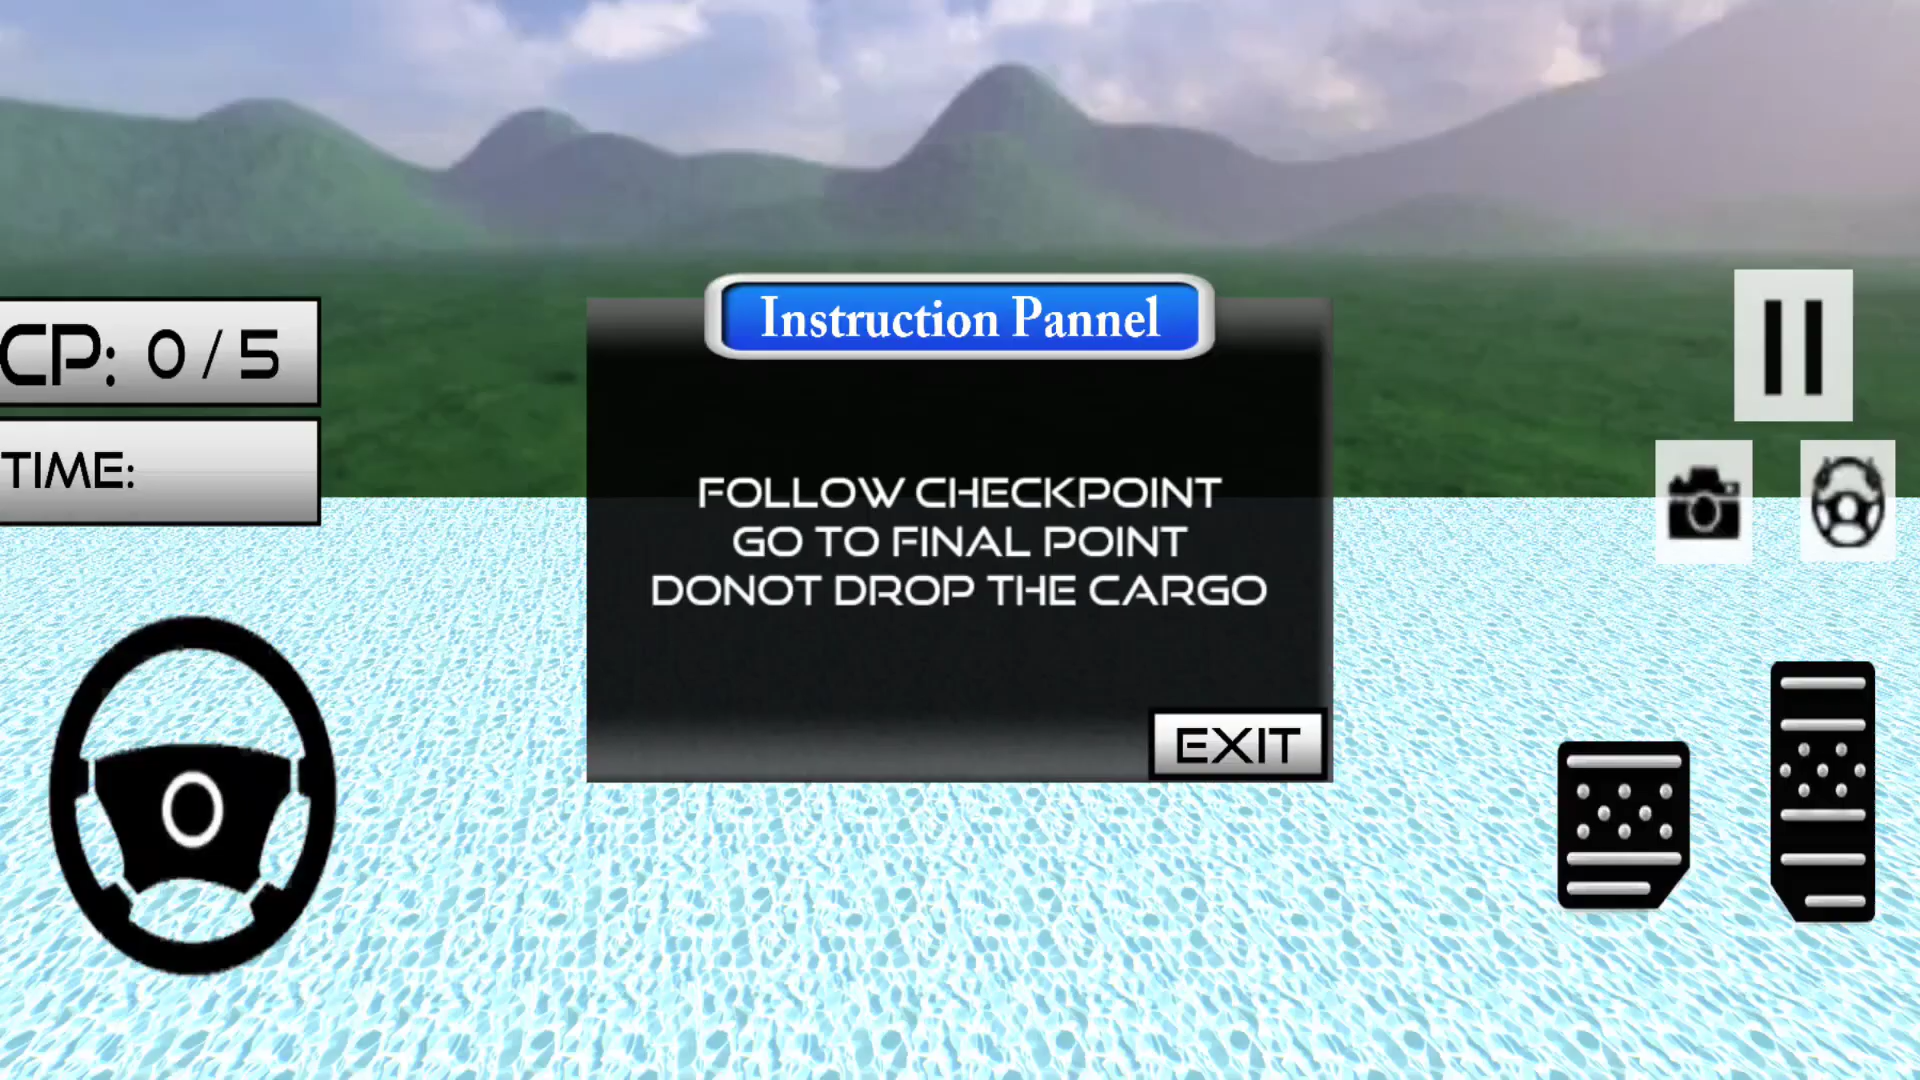 Instruction Pannel
CP: 0 / 5
TIME:
FOLLOW CHECKPOINT
GO TO FINAL POINT
DONOT DROP THE CARGO
EXIT